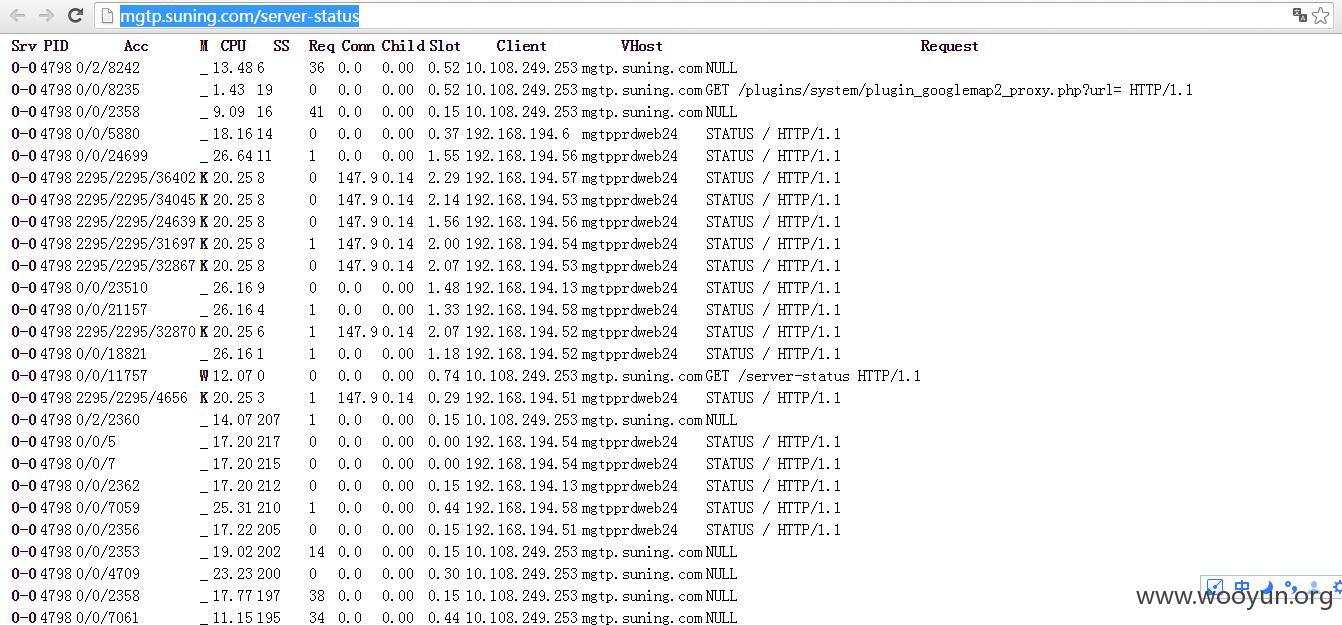 mgtp.suning.com/server-status
Srv PID Acc M CPU SS Req Conn Child Slot Client VHost Request
0-0 4798 0/2/8242 _ 13.48 6 36 0.0 0.00 0.52 10.108.249.253 mgtp.suning.com NULL
0-0 4798 0/0/8235 _ 1.43 19 0 0.0 0.00 0.52 10.108.249.253 mgtp.suning.com GET /plugins/system/plugin_googlemap2_proxy.php?url= HTTP/1.1
0-0 4798 0/0/2358 _ 9.09 16 41 0.0 0.00 0.15 10.108.249.253 mgtp.suning.com NULL
0-0 4798 0/0/5880 _ 18.16 14 0 0.0 0.00 0.37 192.168.194.6 mgtpprdweb24 STATUS / HTTP/1.1
0-0 4798 0/0/24699 _ 26.64 11 1 0.0 0.00 1.55 192.168.194.56 mgtpprdweb24 STATUS / HTTP/1.1
0-0 4798 2295/2295/36402 K 20.25 8 0 147.9 0.14 2.29 192.168.194.57 mgtpprdweb24 STATUS / HTTP/1.1
0-0 4798 2295/2295/34045 K 20.25 8 0 147.9 0.14 2.14 192.168.194.53 mgtpprdweb24 STATUS / HTTP/1.1
0-0 4798 2295/2295/24639 K 20.25 8 0 147.9 0.14 1.56 192.168.194.56 mgtpprdweb24 STATUS / HTTP/1.1
0-0 4798 2295/2295/31697 K 20.25 8 1 147.9 0.14 2.00 192.168.194.54 mgtpprdweb24 STATUS / HTTP/1.1
0-0 4798 2295/2295/32867 K 20.25 8 0 147.9 0.14 2.07 192.168.194.53 mgtpprdweb24 STATUS / HTTP/1.1
0-0 4798 0/0/23510 _ 26.16 9 0 0.0 0.00 1.48 192.168.194.13 mgtpprdweb24 STATUS / HTTP/1.1
0-0 4798 0/0/21157 _ 26.16 4 1 0.0 0.00 1.33 192.168.194.58 mgtpprdweb24 STATUS / HTTP/1.1
0-0 4798 2295/2295/32870 K 20.25 6 1 147.9 0.14 2.07 192.168.194.52 mgtpprdweb24 STATUS / HTTP/1.1
0-0 4798 0/0/18821 _ 26.16 1 1 0.0 0.00 1.18 192.168.194.52 mgtpprdweb24 STATUS / HTTP/1.1
0-0 4798 0/0/11757 W 12.07 0 0 0.0 0.00 0.74 10.108.249.253 mgtp.suning.com GET /server-status HTTP/1.1
0-0 4798 2295/2295/4656 K 20.25 3 1 147.9 0.14 0.29 192.168.194.51 mgtpprdweb24 STATUS / HTTP/1.1
0-0 4798 0/2/2360 _ 14.07 207 1 0.0 0.00 0.15 10.108.249.253 mgtp.suning.com NULL
0-0 4798 0/0/5 _ 17.20 217 0 0.0 0.00 0.00 192.168.194.54 mgtpprdweb24 STATUS / HTTP/1.1
0-0 4798 0/0/7 _ 17.20 215 0 0.0 0.00 0.00 192.168.194.54 mgtpprdweb24 STATUS / HTTP/1.1
0-0 4798 0/0/2362 _ 17.20 212 0 0.0 0.00 0.15 192.168.194.13 mgtpprdweb24 STATUS / HTTP/1.1
0-0 4798 0/0/7059 _ 25.31 210 1 0.0 0.00 0.44 192.168.194.58 mgtpprdweb24 STATUS / HTTP/1.1
0-0 4798 0/0/2356 _ 17.22 205 0 0.0 0.00 0.15 192.168.194.51 mgtpprdweb24 STATUS / HTTP/1.1
0-0 4798 0/0/2353 _ 19.02 202 14 0.0 0.00 0.15 10.108.249.253 mgtp.suning.com NULL
0-0 4798 0/0/4709 _ 23.23 200 0 0.0 0.00 0.30 10.108.249.253 mgtp.suning.com NULL
0-0 4798 0/0/2358 _ 17.77 197 38 0.0 0.00 0.15 10.108.249.253 mgtp.suning.com NULL
0-0 4798 0/0/7061 _ 11.15 195 34 0.0 0.00 0.44 10.108.249.253 mgtp.suning.com NULL
中
www.wooyun.org